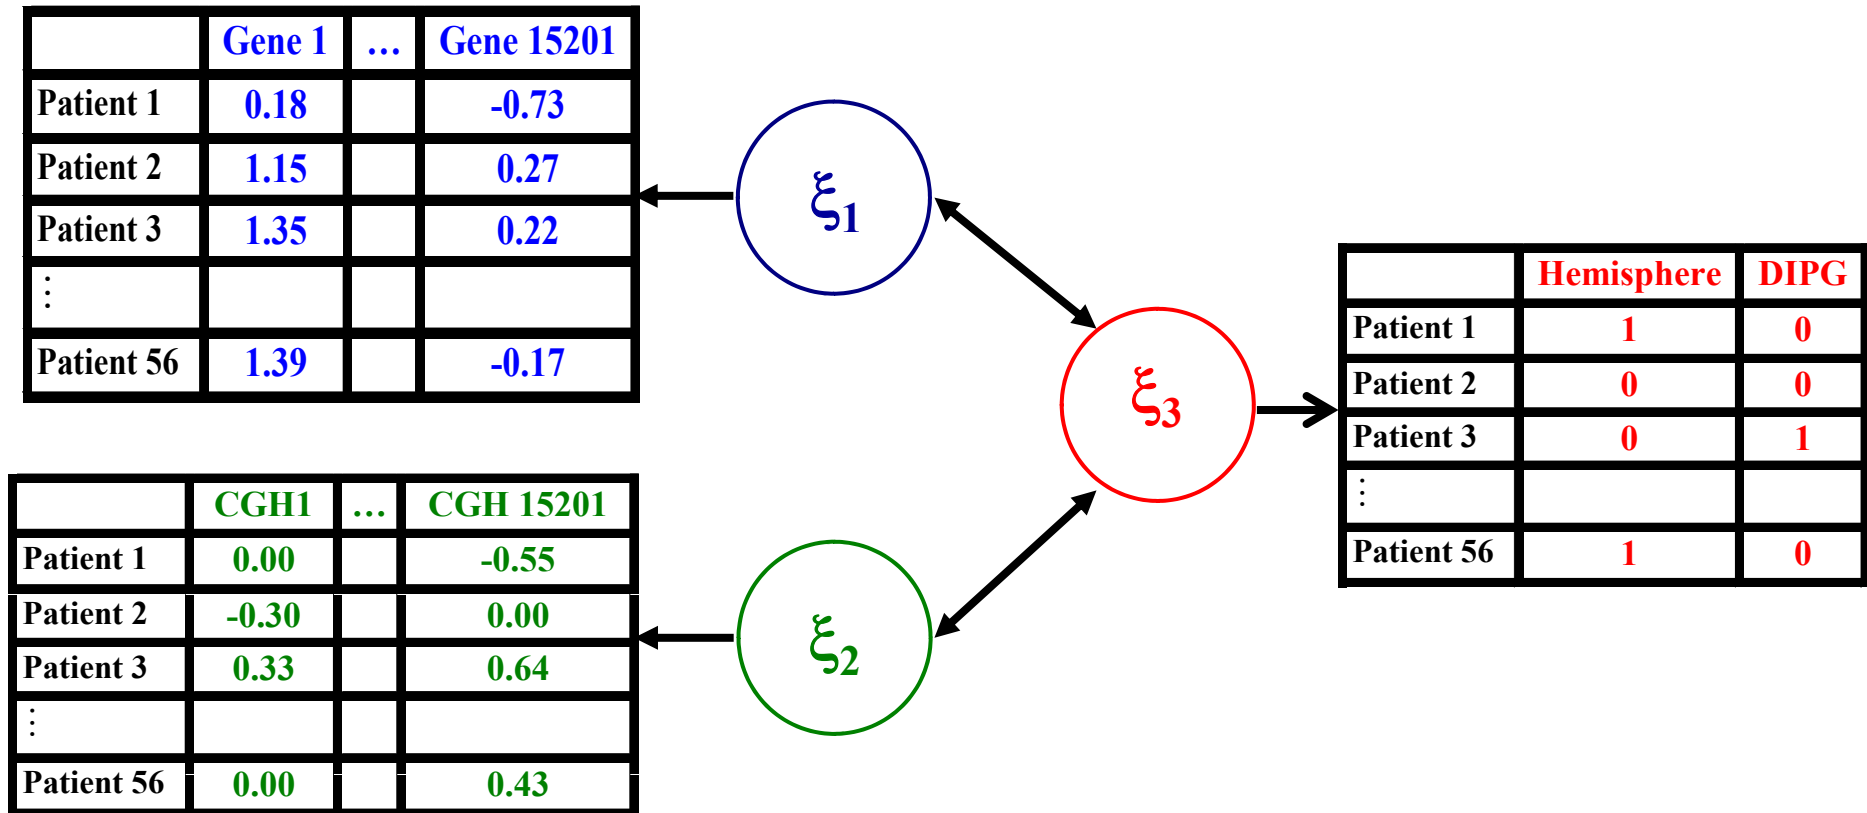 Gene 1 … Gene 15201
Patient 1 0.18 -0.73
Patient 2 1.15 0.27
Patient 3 1.35 0.22
⋮
Patient 56 1.39 -0.17
ξ1
CGH1 … CGH 15201
Patient 1 0.00 -0.55
Patient 2 -0.30 0.00
Patient 3 0.33 0.64
⋮
Patient 56 0.00 0.43
ξ2
ξ3
Hemisphere DIPG
Patient 1 1 0
Patient 2 0 0
Patient 3 0 1
⋮
Patient 56 1 0